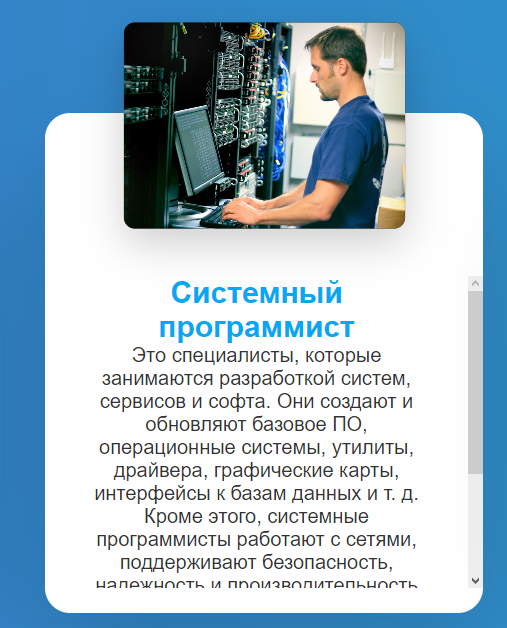 Системный
программист
Это специалисты, которые
занимаются разработкой систем,
сервисов и софта. Они создают и
обновляют базовое ПО,
операционные системы, утилиты,
драйвера, графические карты,
интерфейсы к базам данных и т. д.
Кроме этого, системные
программисты работают с сетями,
поддерживают безопасность,
надежность и производительность